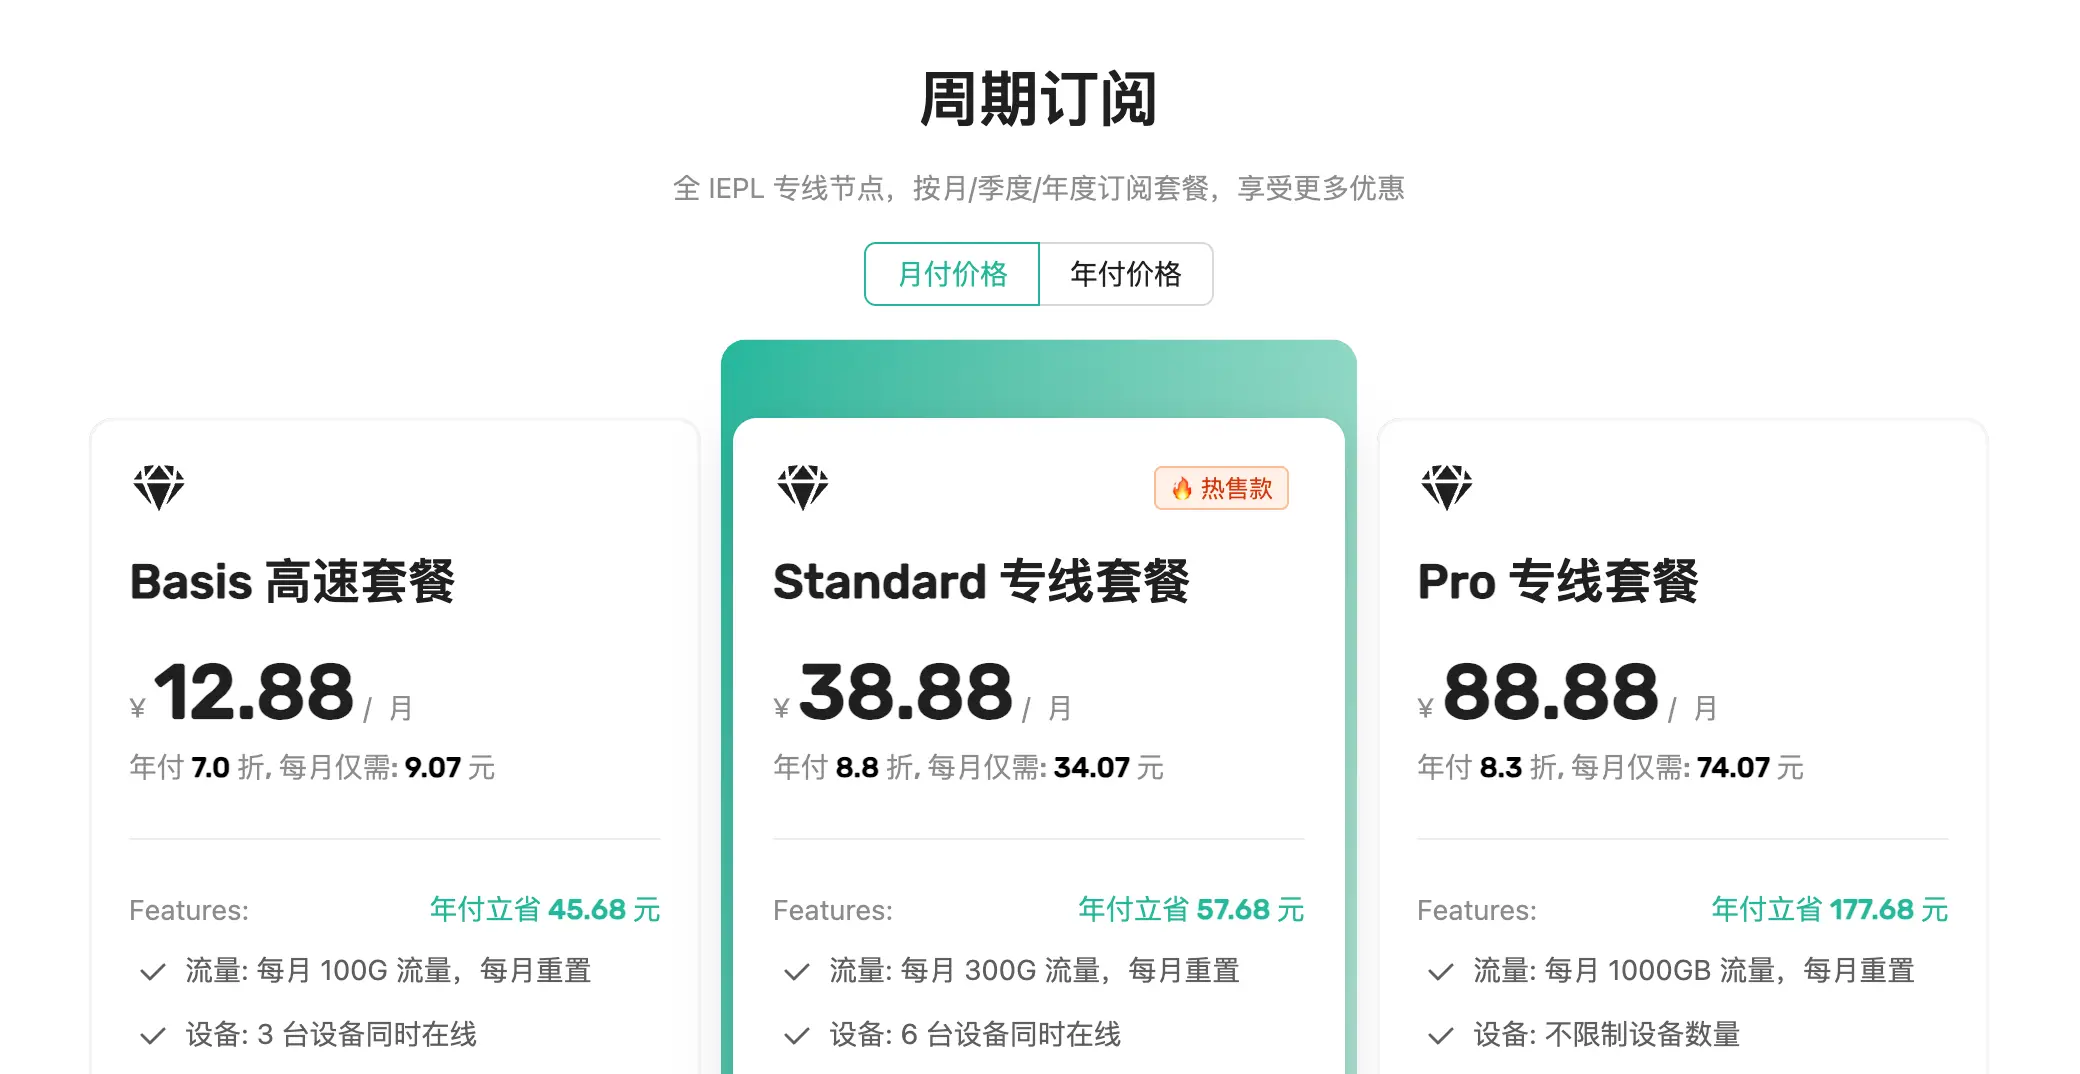 周期订阅
全 IEPL 专线节点，按月/季度/年度订阅套餐，享受更多优惠
月付价格
年付价格
Basis 高速套餐
¥ 12.88 / 月
年付 7.0 折, 每月仅需: 9.07 元
Features:
年付立省 45.68 元
流量: 每月 100G 流量，每月重置
设备: 3 台设备同时在线
🔥 热售款
Standard 专线套餐
¥ 38.88 / 月
年付 8.8 折, 每月仅需: 34.07 元
Features:
年付立省 57.68 元
流量: 每月 300G 流量，每月重置
设备: 6 台设备同时在线
Pro 专线套餐
¥ 88.88 / 月
年付 8.3 折, 每月仅需: 74.07 元
Features:
年付立省 177.68 元
流量: 每月 1000GB 流量，每月重置
设备: 不限制设备数量